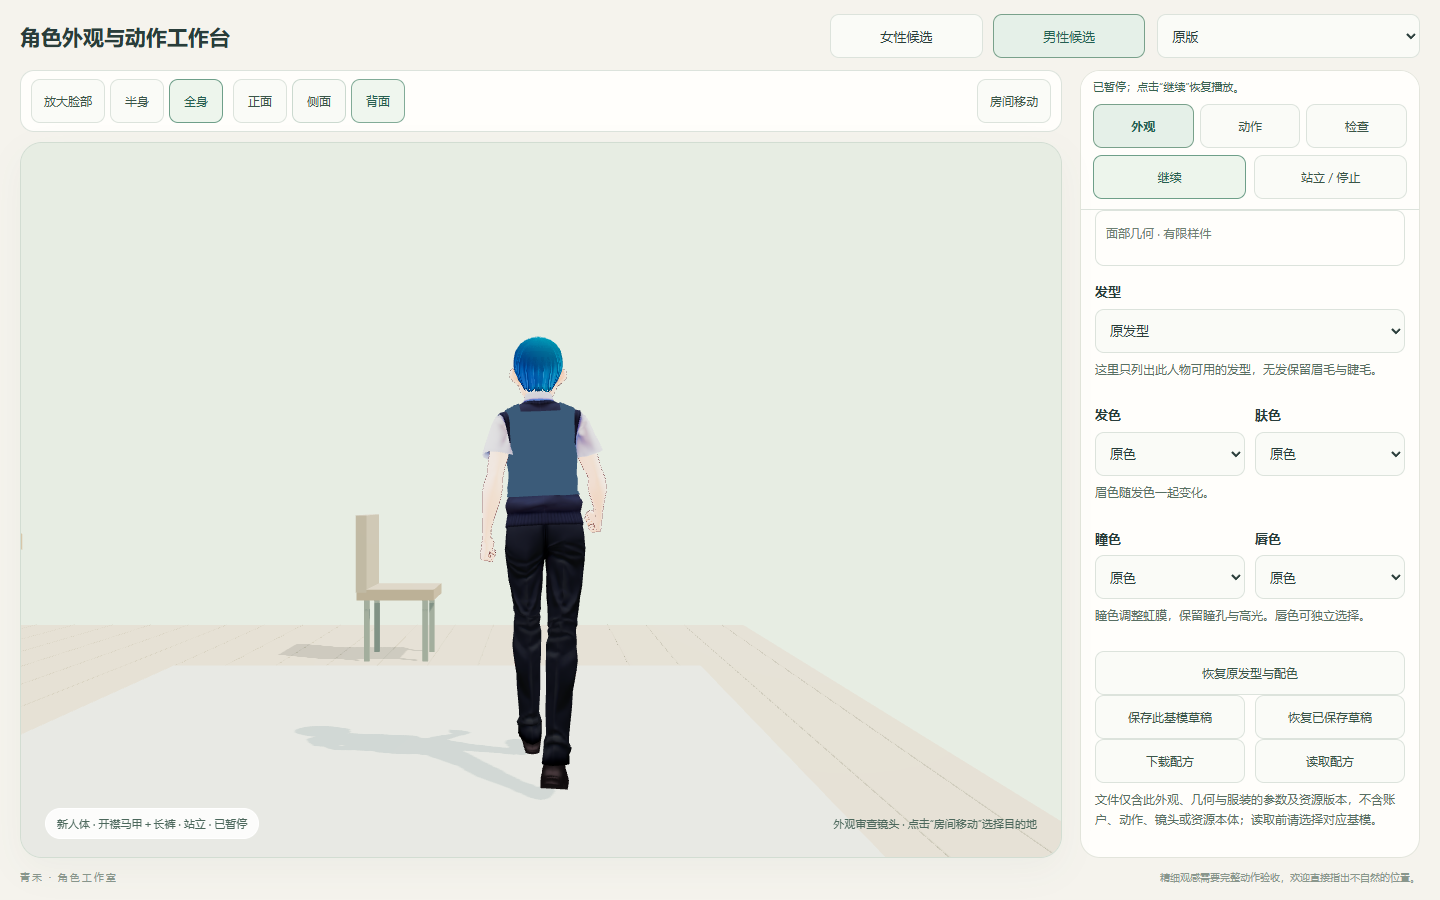 角色外观与动作工作台
女性候选
男性候选
原版
放大脸部
半身
全身
正面
侧面
背面
房间移动
已暂停；点击“继续”恢复播放。
外观
动作
检查
继续
站立 / 停止
面部几何 · 有限样件
发型
原发型
这里只列出此人物可用的发型，无发保留眉毛与睫毛。
发色
肤色
原色
原色
眉色随发色一起变化。
瞳色
唇色
原色
原色
瞳色调整虹膜，保留瞳孔与高光。唇色可独立选择。
恢复原发型与配色
保存此基模草稿
恢复已保存草稿
下载配方
读取配方
文件仅含此外观、几何与服装的参数及资源版本，不含账
户、动作、镜头或资源本体；读取前请选择对应基模。
新人体 · 开襟马甲 + 长裤 · 站立 · 已暂停
外观审查镜头 · 点击“房间移动”选择目的地
青禾 · 角色工作室
精细观感需要完整动作验收，欢迎直接指出不自然的位置。